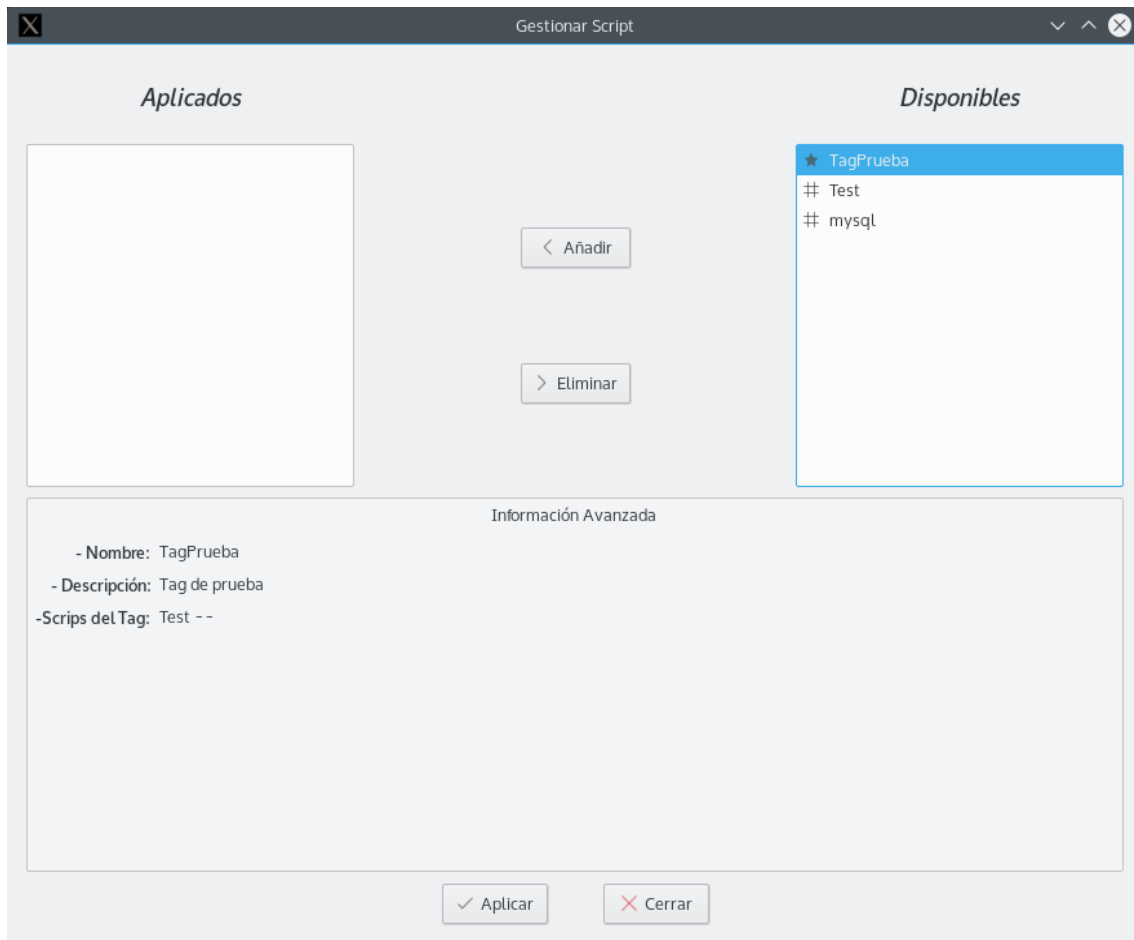 Gestionar Script
Aplicados
Disponibles
TagPrueba
Test
mysql
Añadir
Eliminar
Información Avanzada
- Nombre: TagPrueba
- Descripción: Tag de prueba
-Scrips del Tag: Test - -
Aplicar
Cerrar